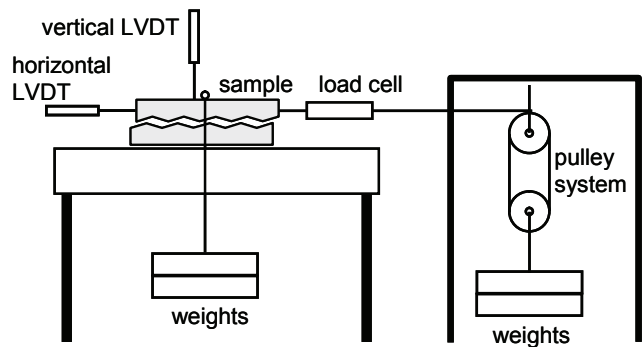 vertical LVDT
horizontal
LVDT
sample
load cell
pulley
system
weights
weights